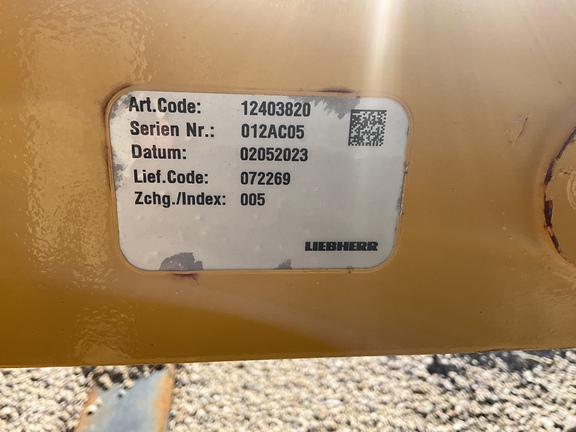 Art.Code: 12403820
Serien Nr.: 012AC05
Datum: 02052023
Lief.Code: 072269
Zchg./Index: 005
LIEBHERR